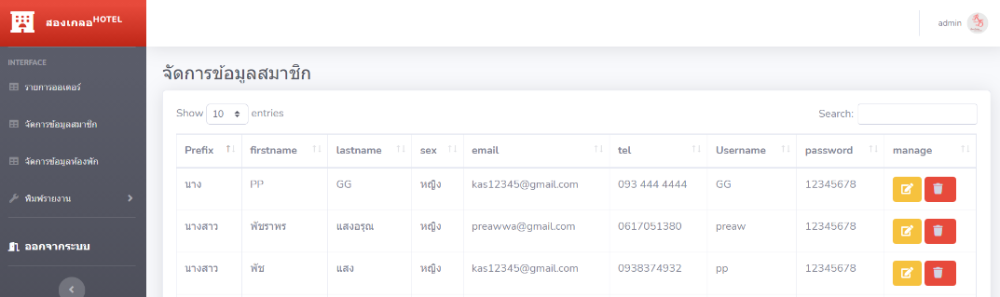 สองเกลอHOTEL
admin
INTERFACE
รายการออเดอร์
จัดการข้อมูลสมาชิก
จัดการข้อมูลห้องพัก
พิมพ์รายงาน
ออกจากระบบ
จัดการข้อมูลสมาชิก
Show 10 entries Search:
Prefix firstname lastname sex email tel Username password manage
นาง PP GG หญิง kas12345@gmail.com 093 444 4444 GG 12345678
นางสาว พัชราพร แสงอรุณ หญิง preawwa@gmail.com 0617051380 preaw 12345678
นางสาว พัช แสง หญิง kas12345@gmail.com 0938374932 pp 12345678